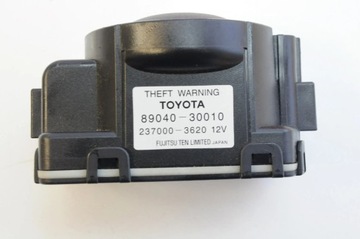 THEFT WARNING
TOYOTA
89040-30010
237000-3620 12V
FUJITSU TEN LIMITED JAPAN